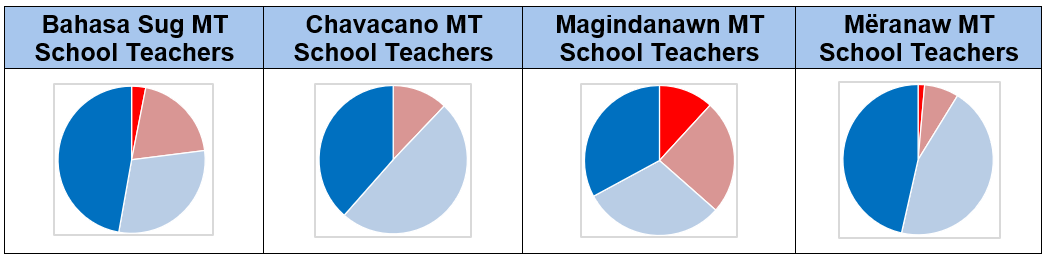 Bahasa Sug MT
School Teachers
Chavacano MT
School Teachers
Magindanawn MT
School Teachers
Mëranaw MT
School Teachers